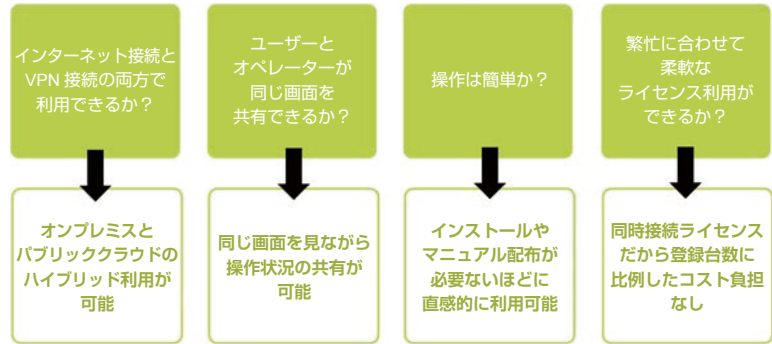 インターネット接続と
VPN 接続の両方で
利用できるか？
ユーザーと
オペレーターが
同じ画面を
共有できるか？
操作は簡単か？
繁忙に合わせて
柔軟な
ライセンス利用が
できるか？
オンプレミスと
パブリッククラウドの
ハイブリッド利用が
可能
同じ画面を見ながら
操作状況の共有が
可能
インストールや
マニュアル配布が
必要ないほどに
直感的に利用可能
同時接続ライセンス
だから登録台数に
比例したコスト負担
なし